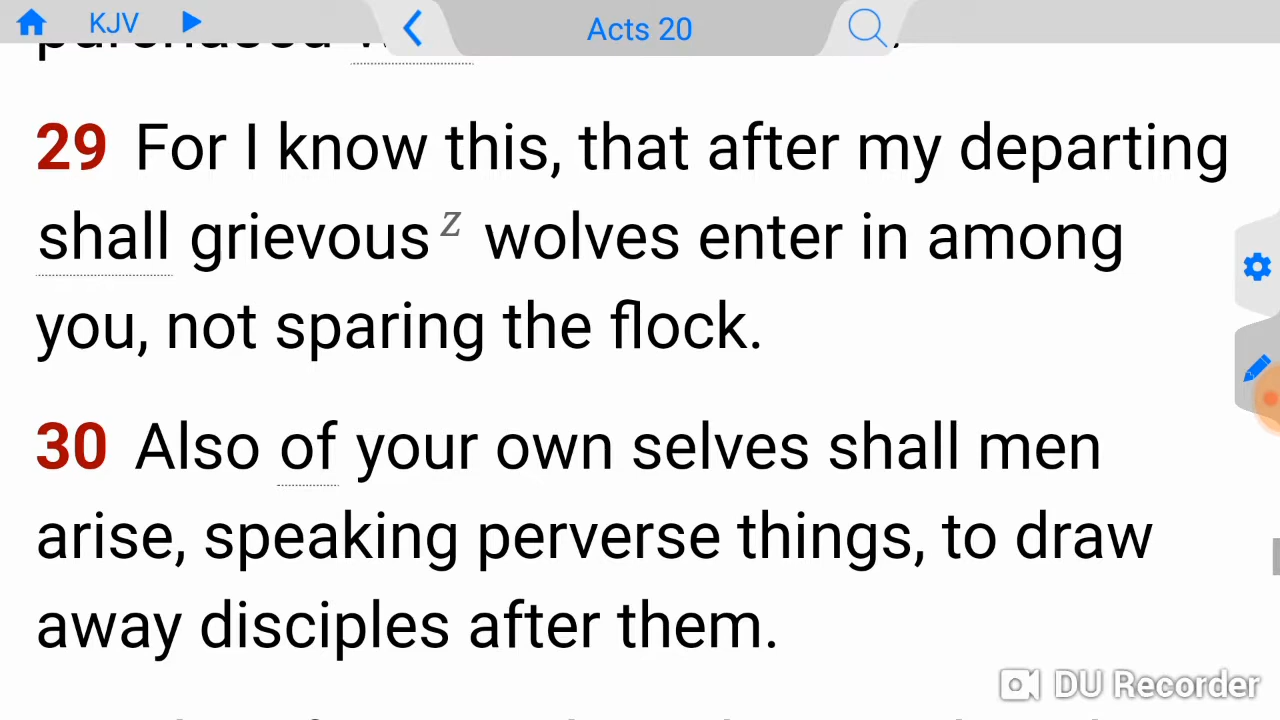 KJV
Acts 20
purchased
29 For I know this, that after my departing
shall grievous z wolves enter in among
you, not sparing the flock.
30 Also of your own selves shall men
arise, speaking perverse things, to draw
away disciples after them.
DU Recorder